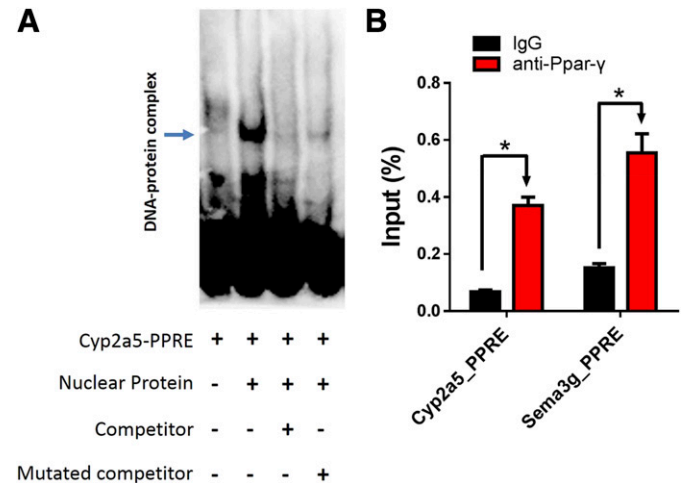 A
DNA-protein complex
Cyp2a5-PPRE + + + +
Nuclear Protein - + + +
Competitor - - + -
Mutated competitor - - - +
B
IgG
anti-Ppar-γ
Input (%)
0.8
0.6
0.4
0.2
0.0
*
*
Cyp2a5_PPRE
Sema3g_PPRE